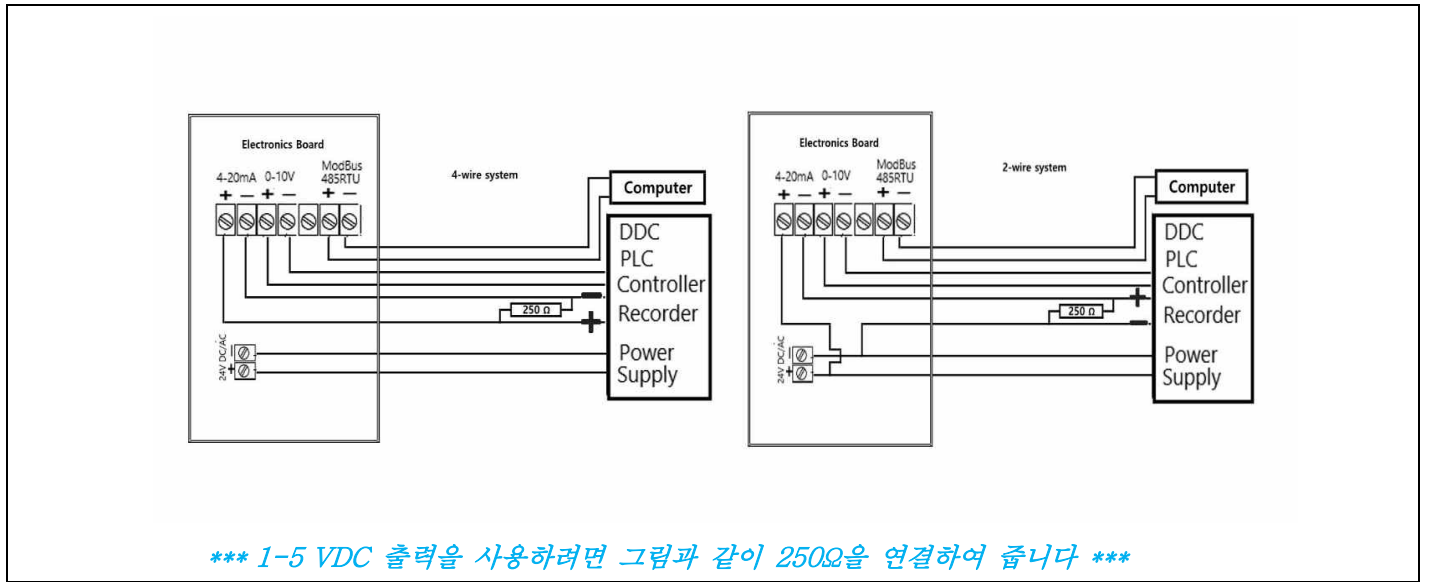 Electronics Board
4-20mA 0-10V ModBus 485RTU
+ — + — + —
4-wire system
Computer
DDC
PLC
Controller
Recorder
Power
Supply
250 Ω
—
+
24V DC/AC
+ —
Electronics Board
4-20mA 0-10V ModBus 485RTU
+ — + — + —
2-wire system
Computer
DDC
PLC
Controller
Recorder
Power
Supply
250 Ω
+
—
24V DC/AC
+ —
*** 1-5 VDC 출력을 사용하려면 그림과 같이 250Ω을 연결하여 줍니다 ***